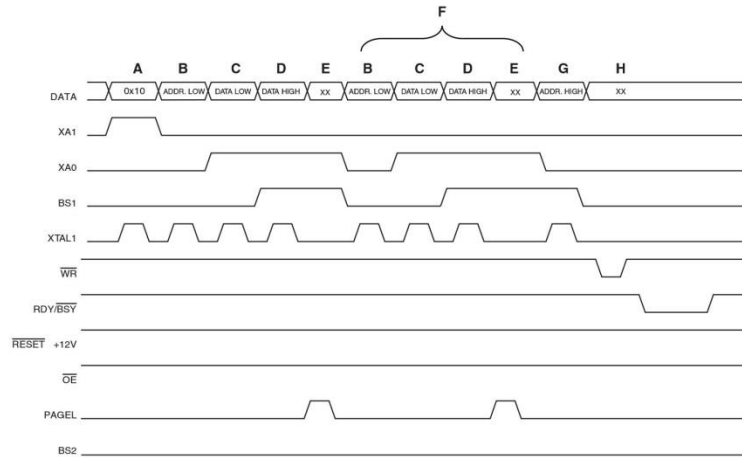 F
A B C D E B C D E G H
DATA 0x10 ADDR. LOW DATA LOW DATA HIGH XX ADDR. LOW DATA LOW DATA HIGH XX ADDR. HIGH XX
XA1
XA0
BS1
XTAL1
WR
RDY/BSY
RESET +12V
OE
PAGEL
BS2